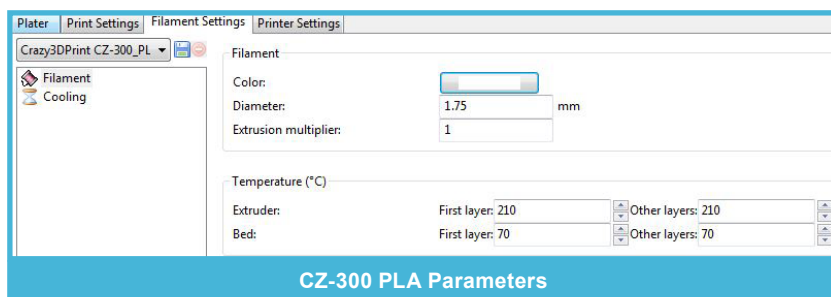 Plater Print Settings Filament Settings Printer Settings
Crazy3DPrint CZ-300_PL
Filament
Cooling
Filament
Color:
Diameter: 1.75 mm
Extrusion multiplier: 1
Temperature (°C)
Extruder: First layer: 210 Other layers: 210
Bed: First layer: 70 Other layers: 70
CZ-300 PLA Parameters